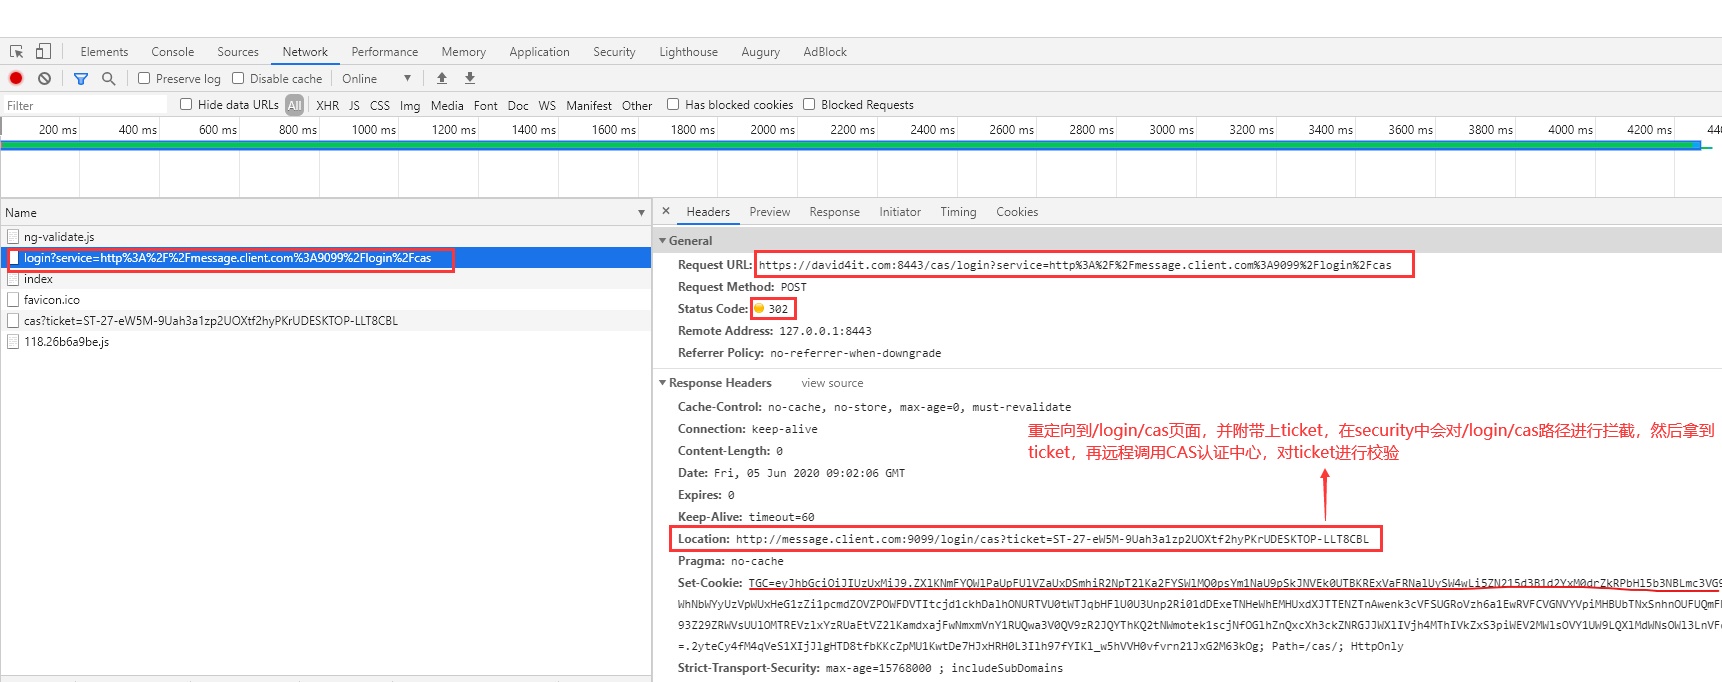 Elements Console Sources Network Performance Memory Application Security Lighthouse Augury AdBlock
Preserve log Disable cache Online
Filter Hide data URLs All XHR JS CSS Img Media Font Doc WS Manifest Other Has blocked cookies Blocked Requests
200 ms 400 ms 600 ms 800 ms 1000 ms 1200 ms 1400 ms 1600 ms 1800 ms 2000 ms 2200 ms 2400 ms 2600 ms 2800 ms 3000 ms 3200 ms 3400 ms 3600 ms 3800 ms 4000 ms 4200 ms 440
Name
ng-validate.js
login?service=http%3A%2F%2Fmessage.client.com%3A9099%2Flogin%2Fcas
index
favicon.ico
cas?ticket=ST-27-eW5M-9Uah3a1zp2UOXtf2hyPKrUDESKTOP-LLT8CBL
118.26b6a9be.js
Headers Preview Response Initiator Timing Cookies
General
Request URL: https://david4it.com:8443/cas/login?service=http%3A%2F%2Fmessage.client.com%3A9099%2Flogin%2Fcas
Request Method: POST
Status Code: 302
Remote Address: 127.0.0.1:8443
Referrer Policy: no-referrer-when-downgrade
Response Headers view source
Cache-Control: no-cache, no-store, max-age=0, must-revalidate
Connection: keep-alive
Content-Length: 0
Date: Fri, 05 Jun 2020 09:02:06 GMT
Expires: 0
Keep-Alive: timeout=60
重定向到/login/cas页面，并附带上ticket，在security中会对/login/cas路径进行拦截，然后拿到
ticket，再远程调用CAS认证中心，对ticket进行校验
Location: http://message.client.com:9099/login/cas?ticket=ST-27-eW5M-9Uah3a1zp2UOXtf2hyPKrUDESKTOP-LLT8CBL
Pragma: no-cache
Set-Cookie:
Path=/cas/; HttpOnly
Strict-Transport-Security: max-age=15768000 ; includeSubDomains